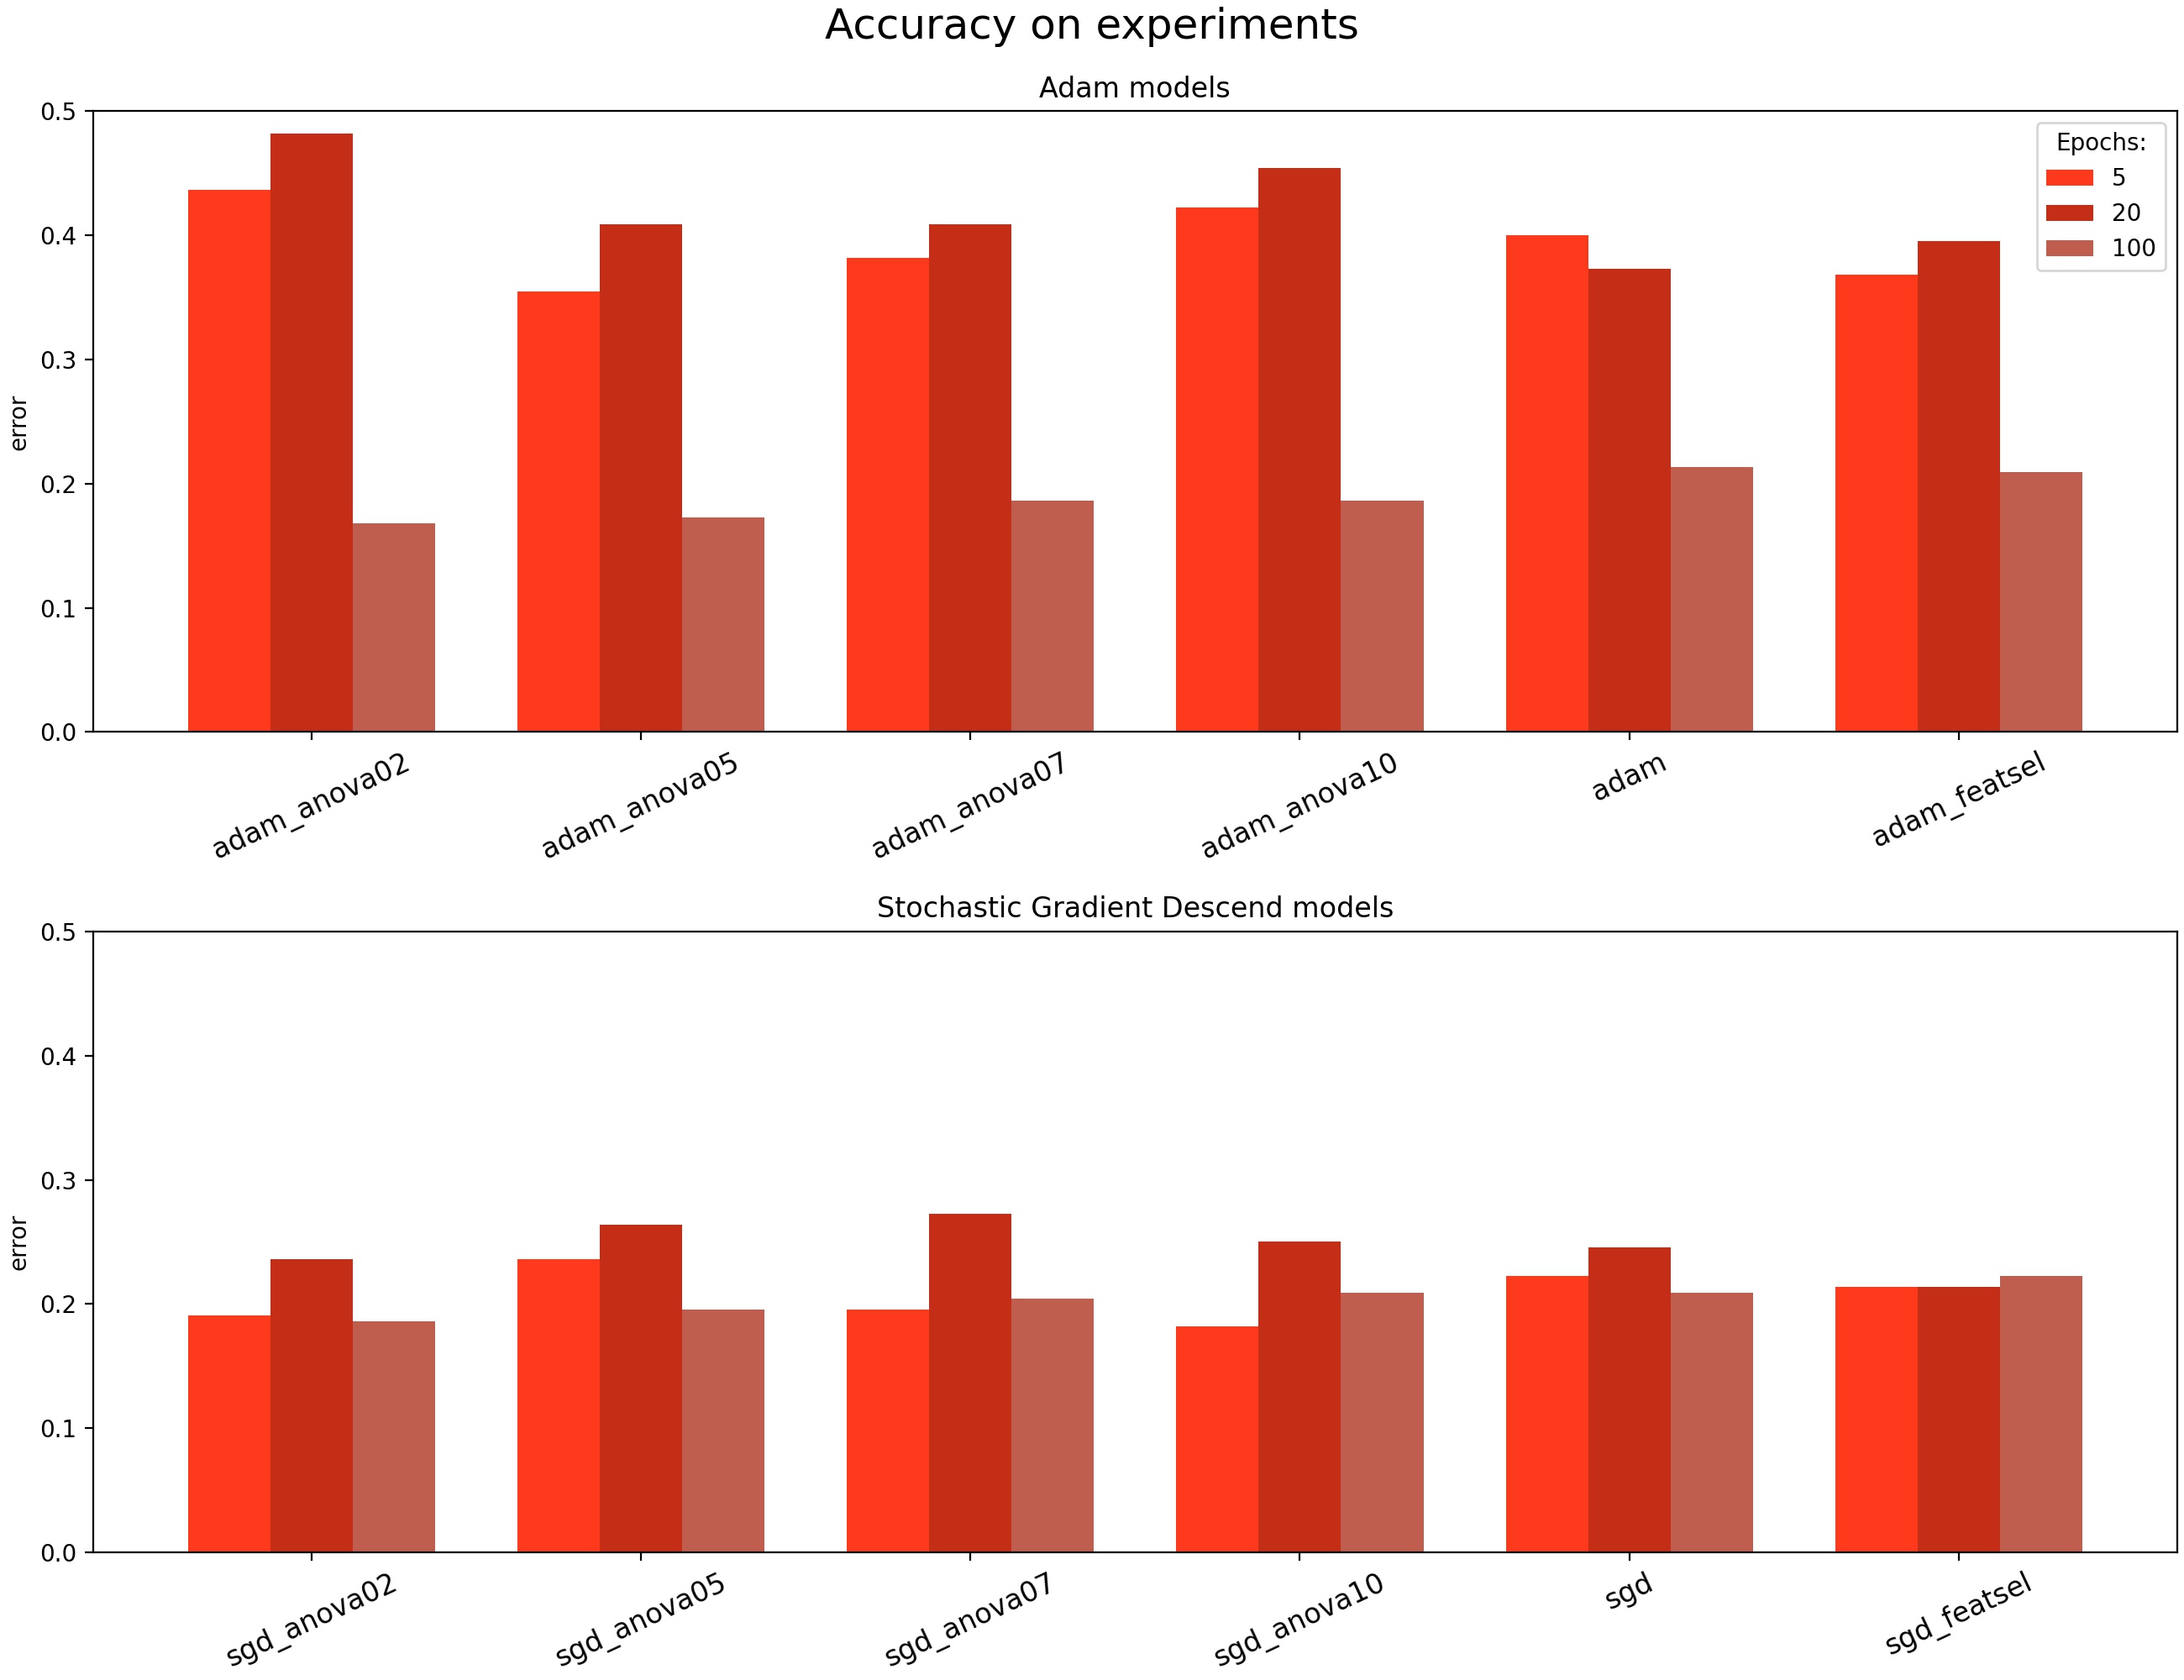 Accuracy on experiments
Adam models
0.5
0.4
0.3
0.2
0.1
0.0
error
Epochs:
5
20
100
adam_anova02
adam_anova05
adam_anova07
adam_anova10
adam
adam_featsel
Stochastic Gradient Descend models
0.5
0.4
0.3
0.2
0.1
0.0
error
sgd_anova02
sgd_anova05
sgd_anova07
sgd_anova10
sgd
sgd_featsel